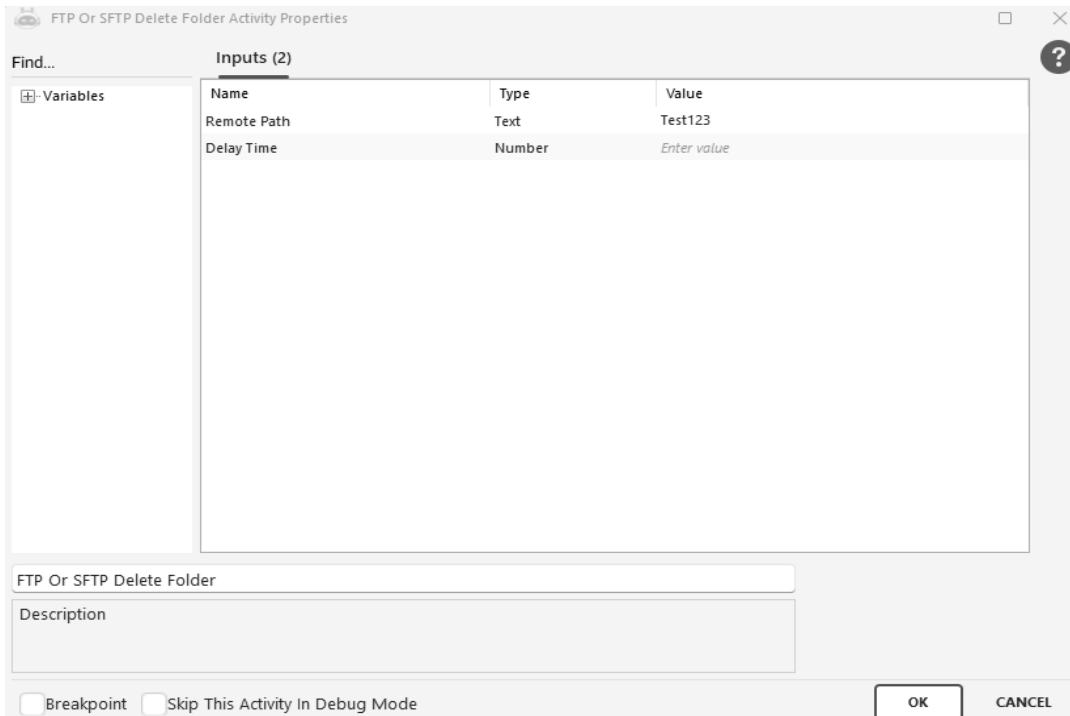 FTP Or SFTP Delete Folder Activity Properties
Find...
Inputs (2)
?
Variables
Name Type Value
Remote Path Text Test123
Delay Time Number Enter value
FTP Or SFTP Delete Folder
Description
Breakpoint Skip This Activity In Debug Mode OK CANCEL